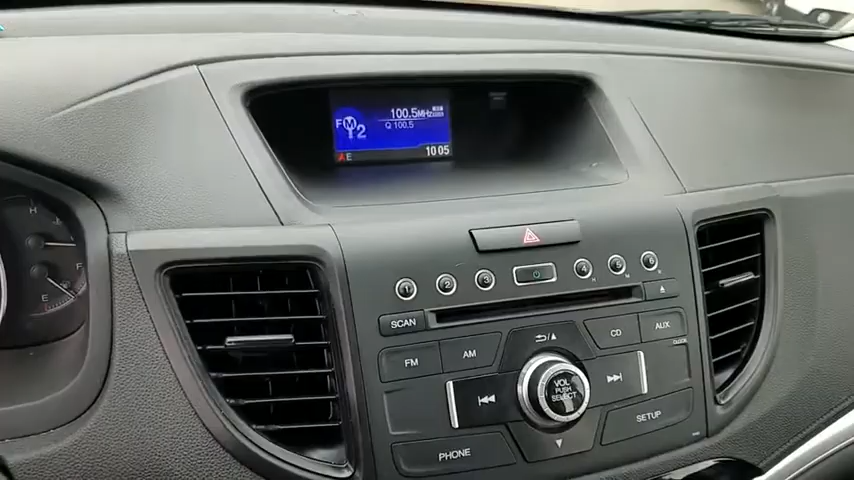 100.5MHz
FM2
Q 100.5
E
10:05
H
C
F
E
1
2
3
4
5
6
H
M
R
SCAN
CD
AUX
CLOCK
FM
AM
VOL
PUSH
SELECT
SETUP
PHONE